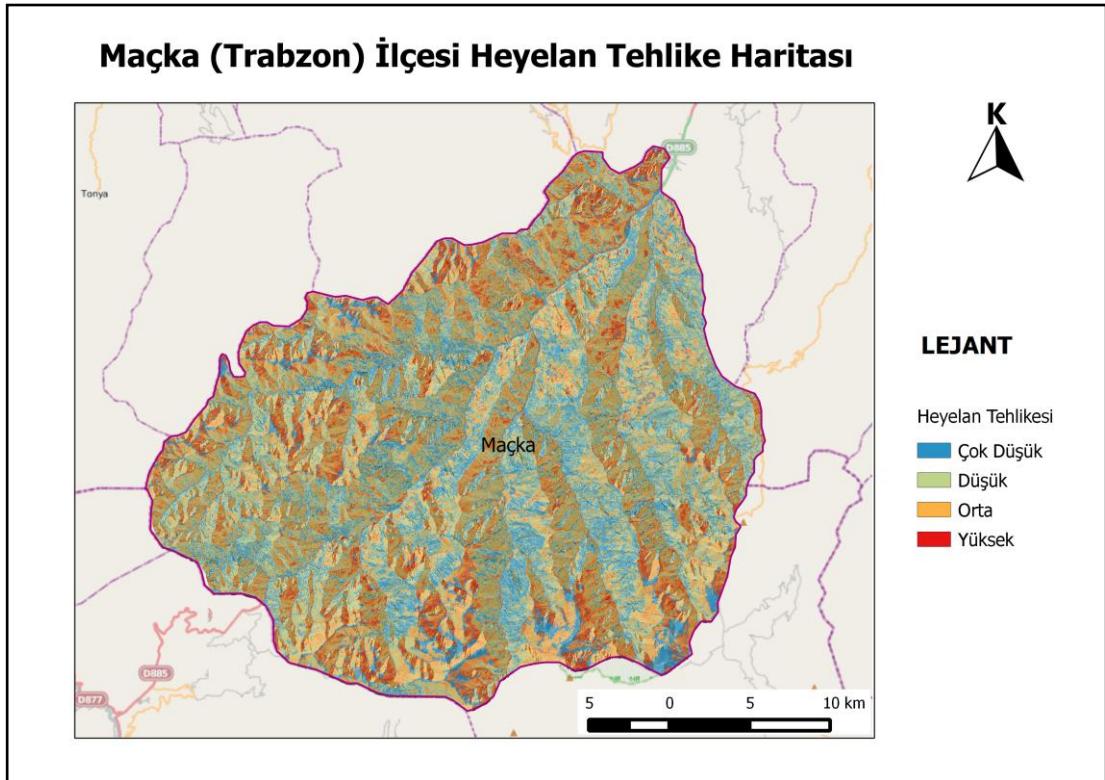 Maçka (Trabzon) İlçesi Heyelan Tehlike Haritası
K
D885
Tonya
Maçka
LEJANT
Heyelan Tehlikesi
Çok Düşük
Düşük
Orta
Yüksek
D885
D877
5 0 5 10 km